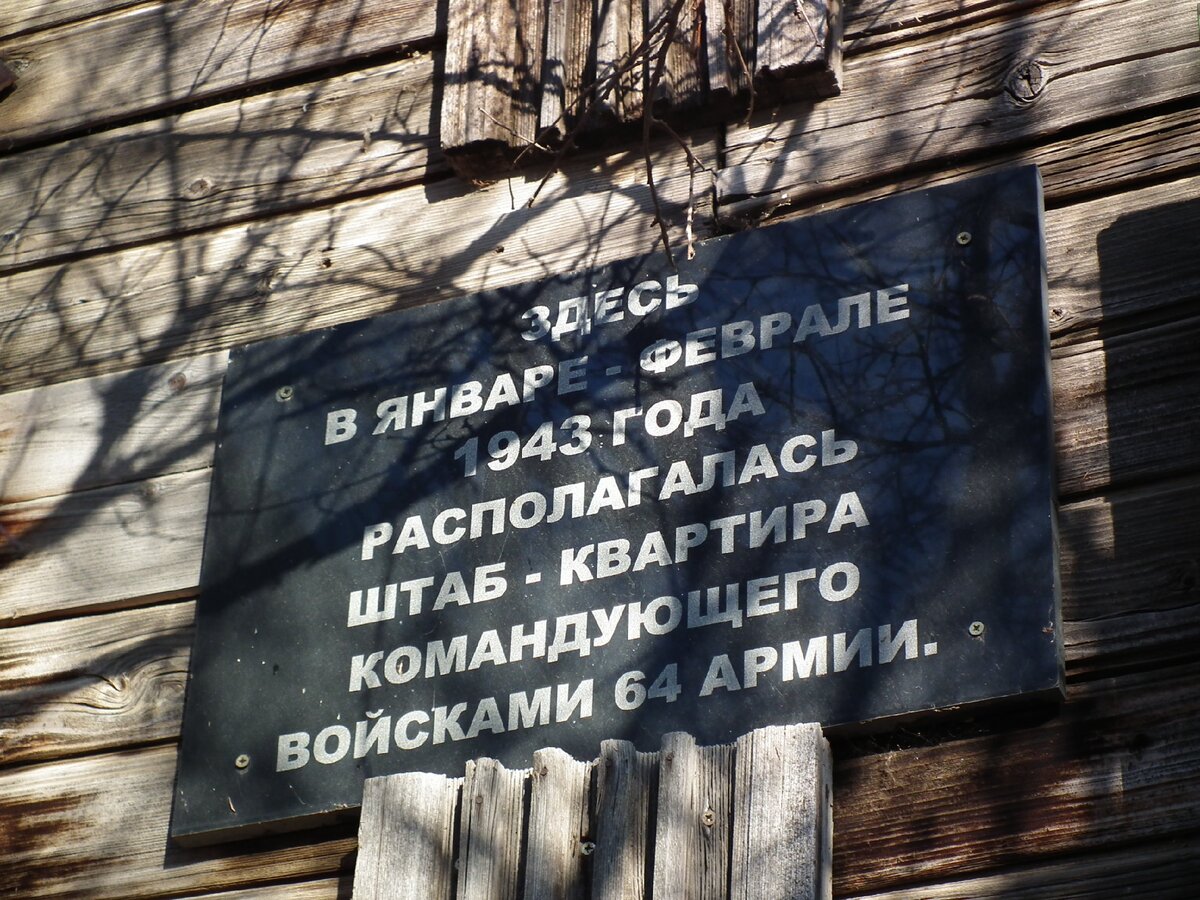 ЗДЕСЬ
В ЯНВАРЕ - ФЕВРАЛЕ
1943 ГОДА
РАСПОЛАГАЛАСЬ
ШТАБ - КВАРТИРА
КОМАНДУЮЩЕГО
ВОЙСКАМИ 64 АРМИИ.